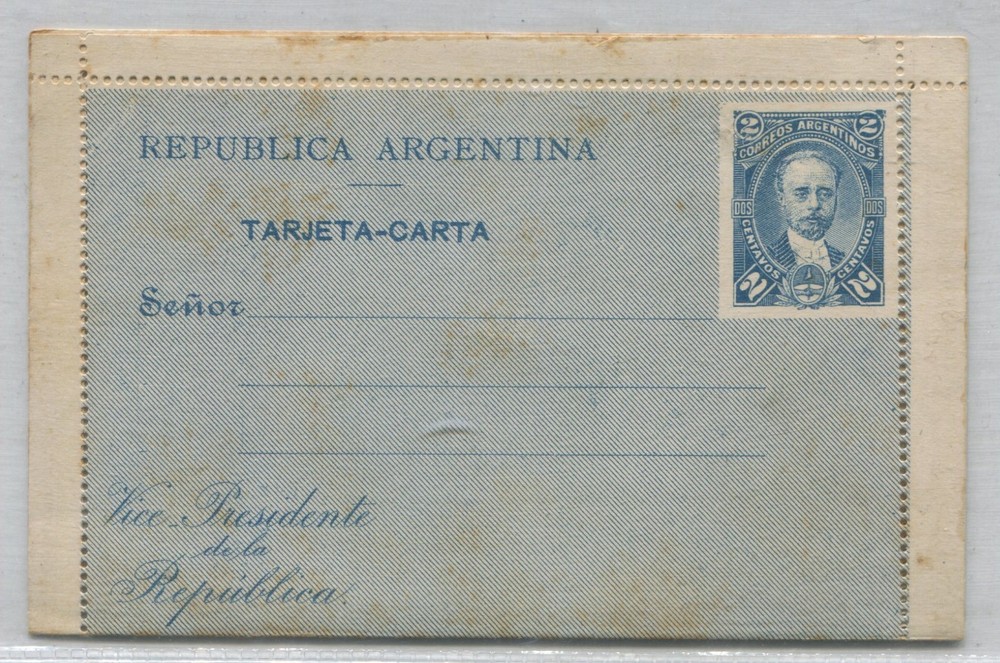 REPUBLICA ARGENTINA
TARJETA-CARTA
Señor
2 2
CORREOS ARGENTINOS
DOS DOS
CENTAVOS CENTAVOS
2 2
Vice-Presidente
de la
República.